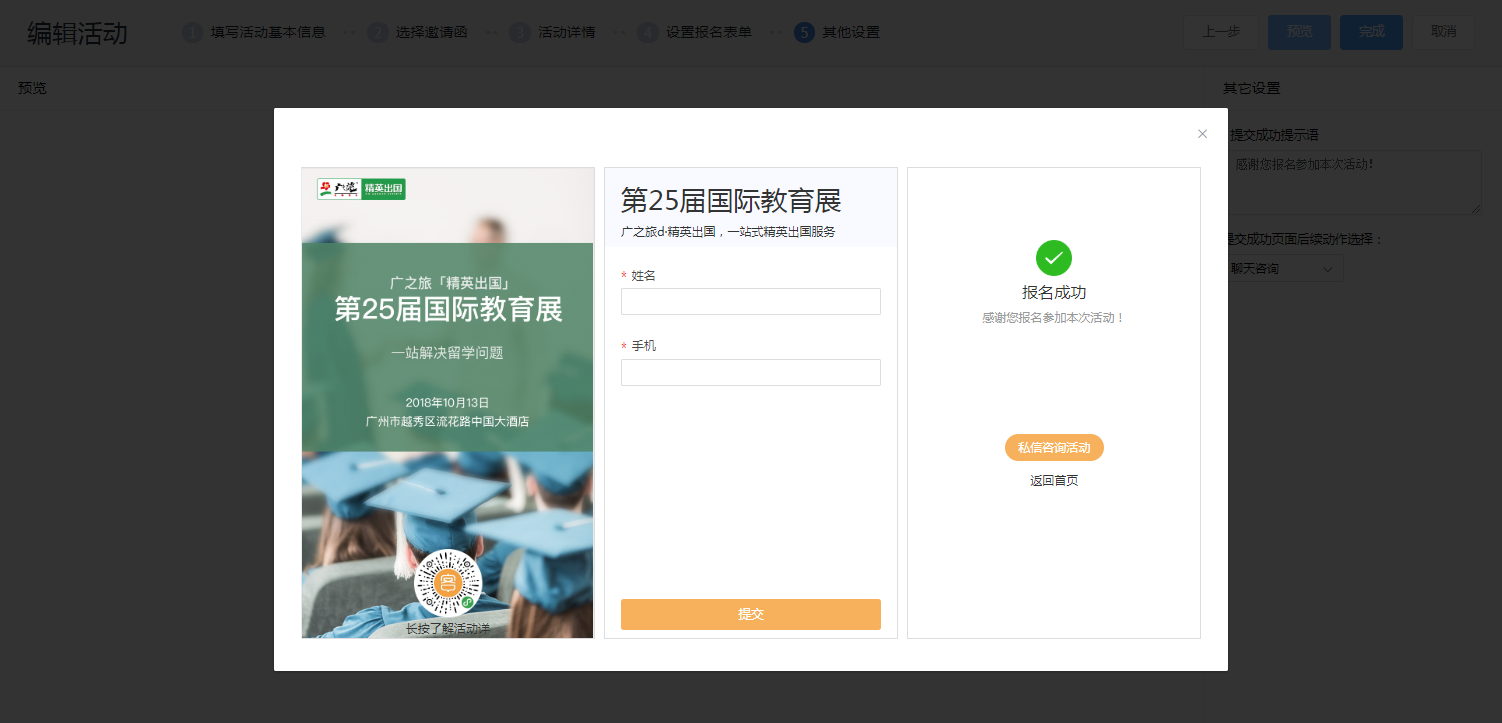 编辑活动
1 填写活动基本信息
2 选择邀请函
3 活动详情
4 设置报名表单
5 其他设置
上一步
预览
完成
取消
预览
其它设置
提交成功提示语
感谢您报名参加本次活动!
提交成功页面后续动作选择：
聊天咨询
精英出国
广之旅「精英出国」
第25届国际教育展
一站解决留学问题
2018年10月13日
广州市越秀区流花路中国大酒店
长按了解活动详
第25届国际教育展
广之旅d·精英出国，一站式精英出国服务
* 姓名
* 手机
提交
报名成功
感谢您报名参加本次活动！
私信咨询活动
返回首页